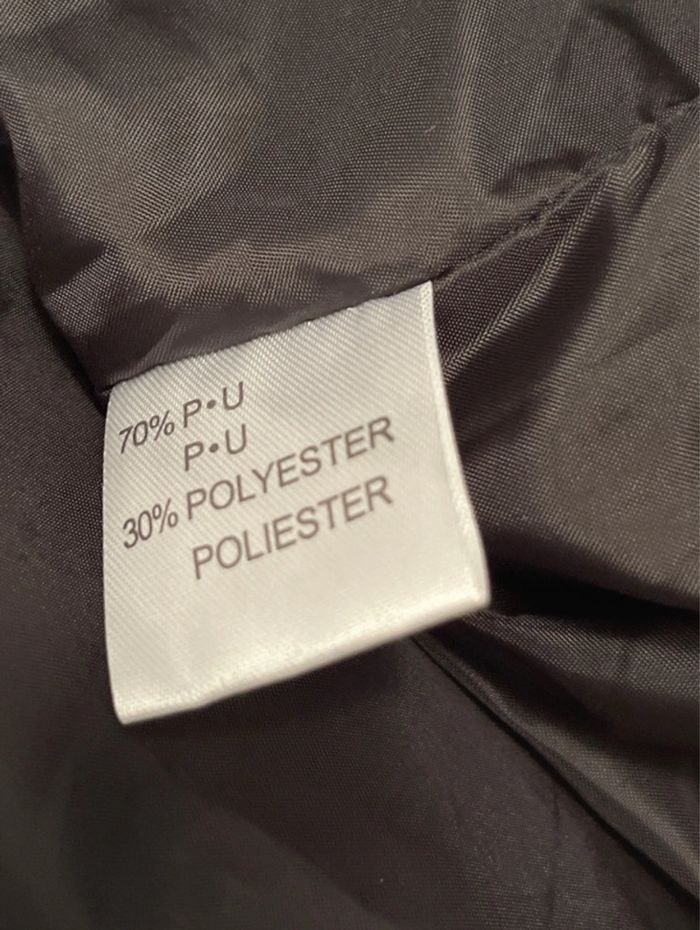 70% P•U
P•U
30% POLYESTER
POLIESTER